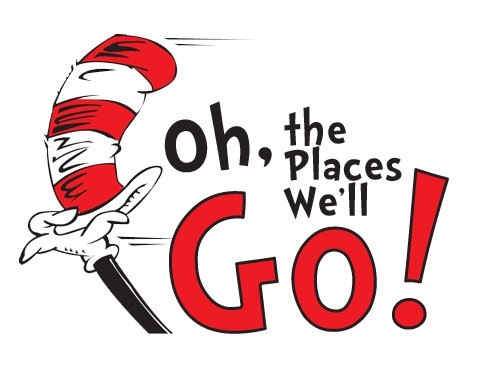 oh, the
Places
We'll
Go!